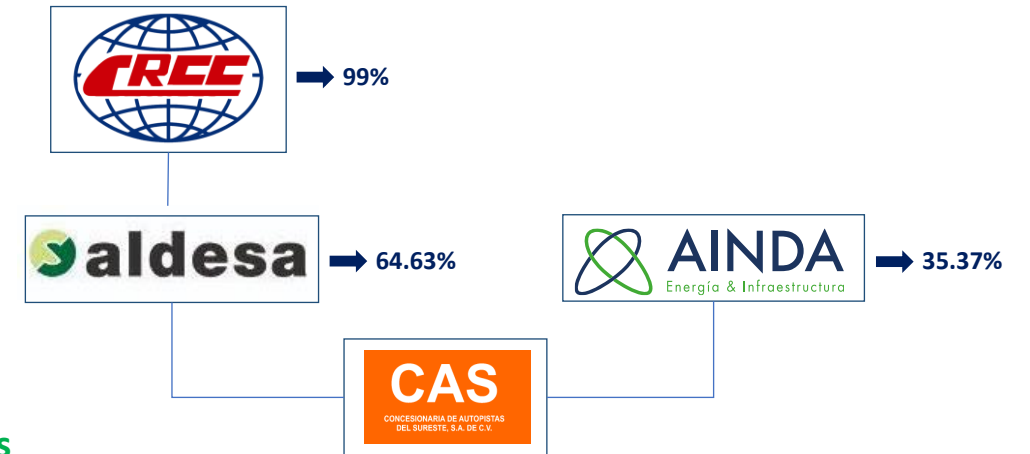 CRCC
99%
aldesa
64.63%
AINDA
Energía & Infraestructura
35.37%
CAS
CONCESIONARIA DE AUTOPISTAS
DEL SURESTE, S.A. DE C.V.
s